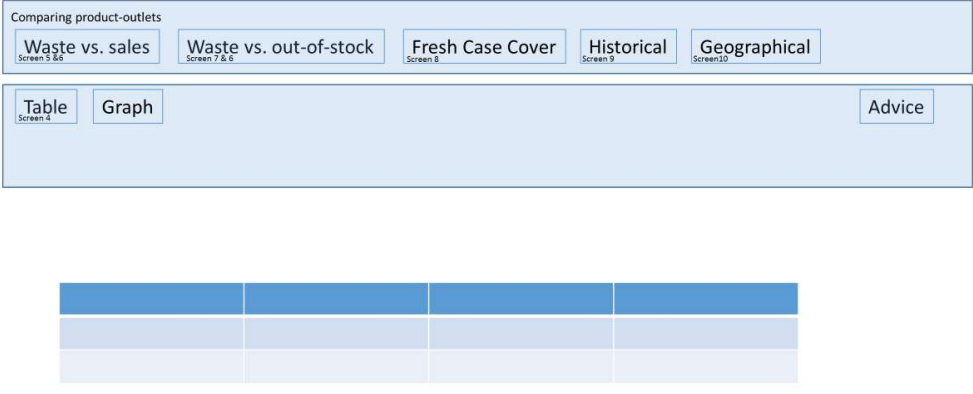 Comparing product-outlets
Waste vs. sales Waste vs. out-of-stock Fresh Case Cover Historical Geographical
Screen 5 &6 Screen 7 & 6 Screen 8 Screen 9 Screen10
Table Graph Advice
Screen 4